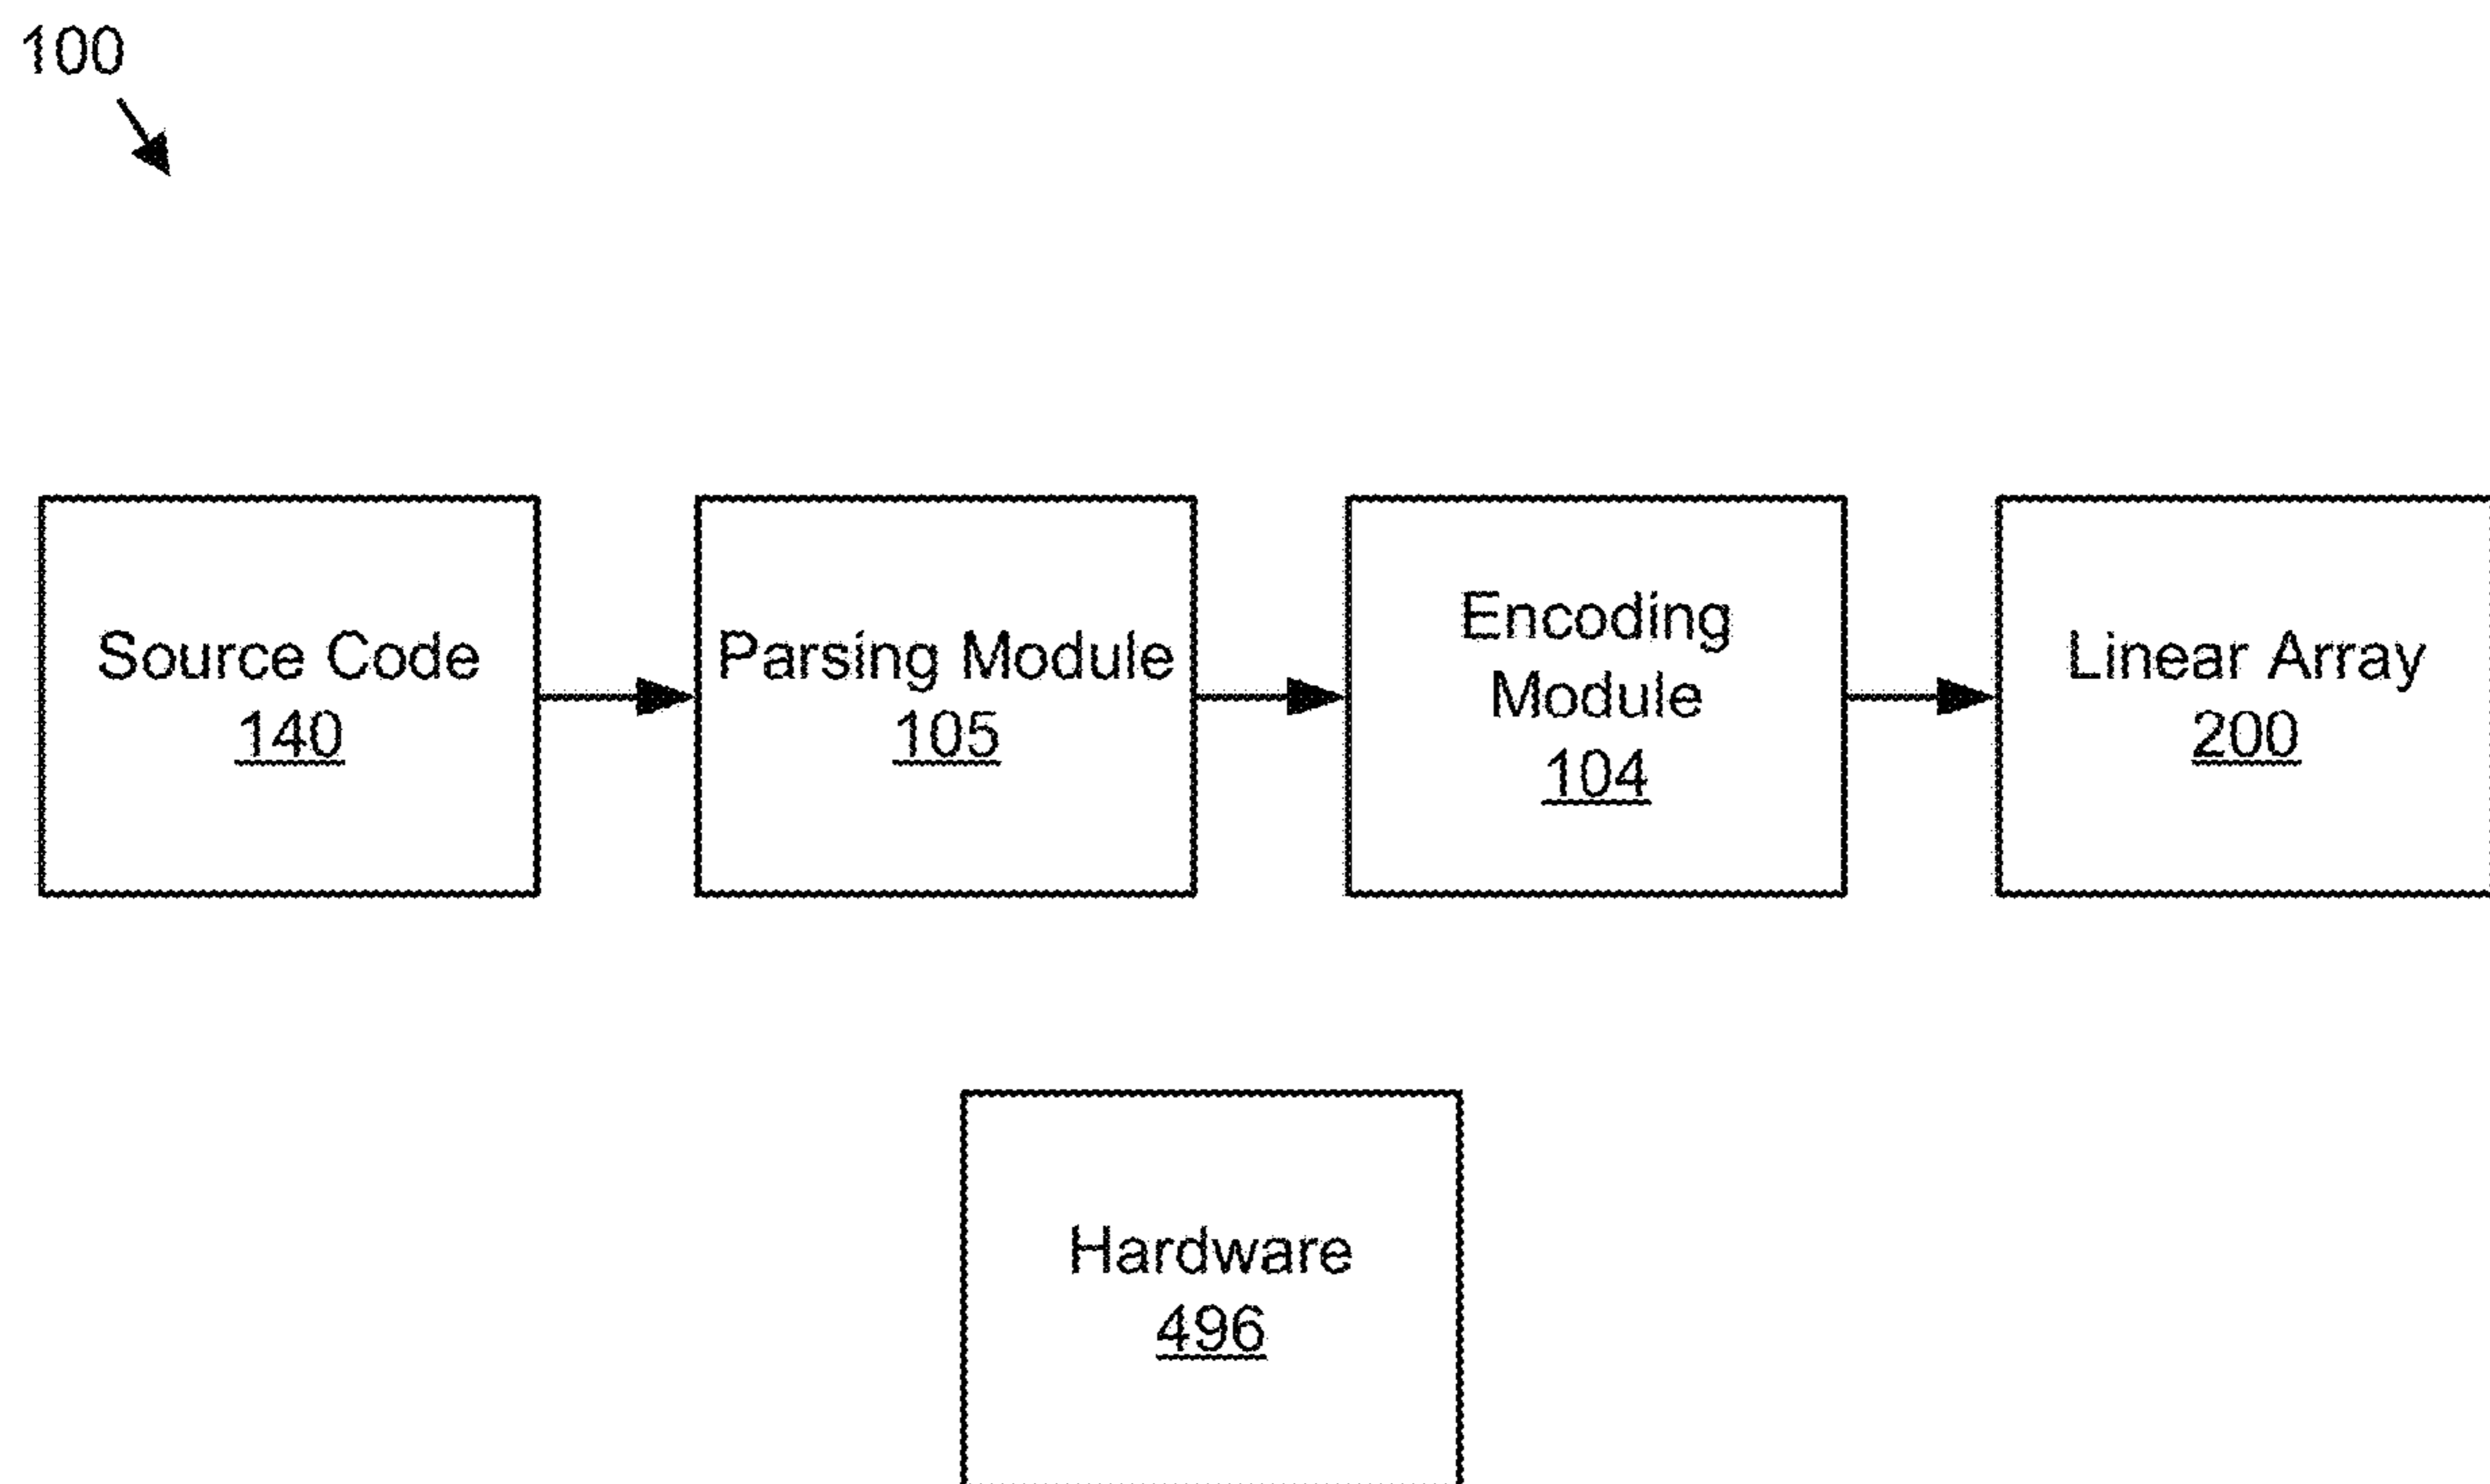 100
Source Code
140
Parsing Module
105
Encoding
Module
104
Linear Array
200
Hardware
496